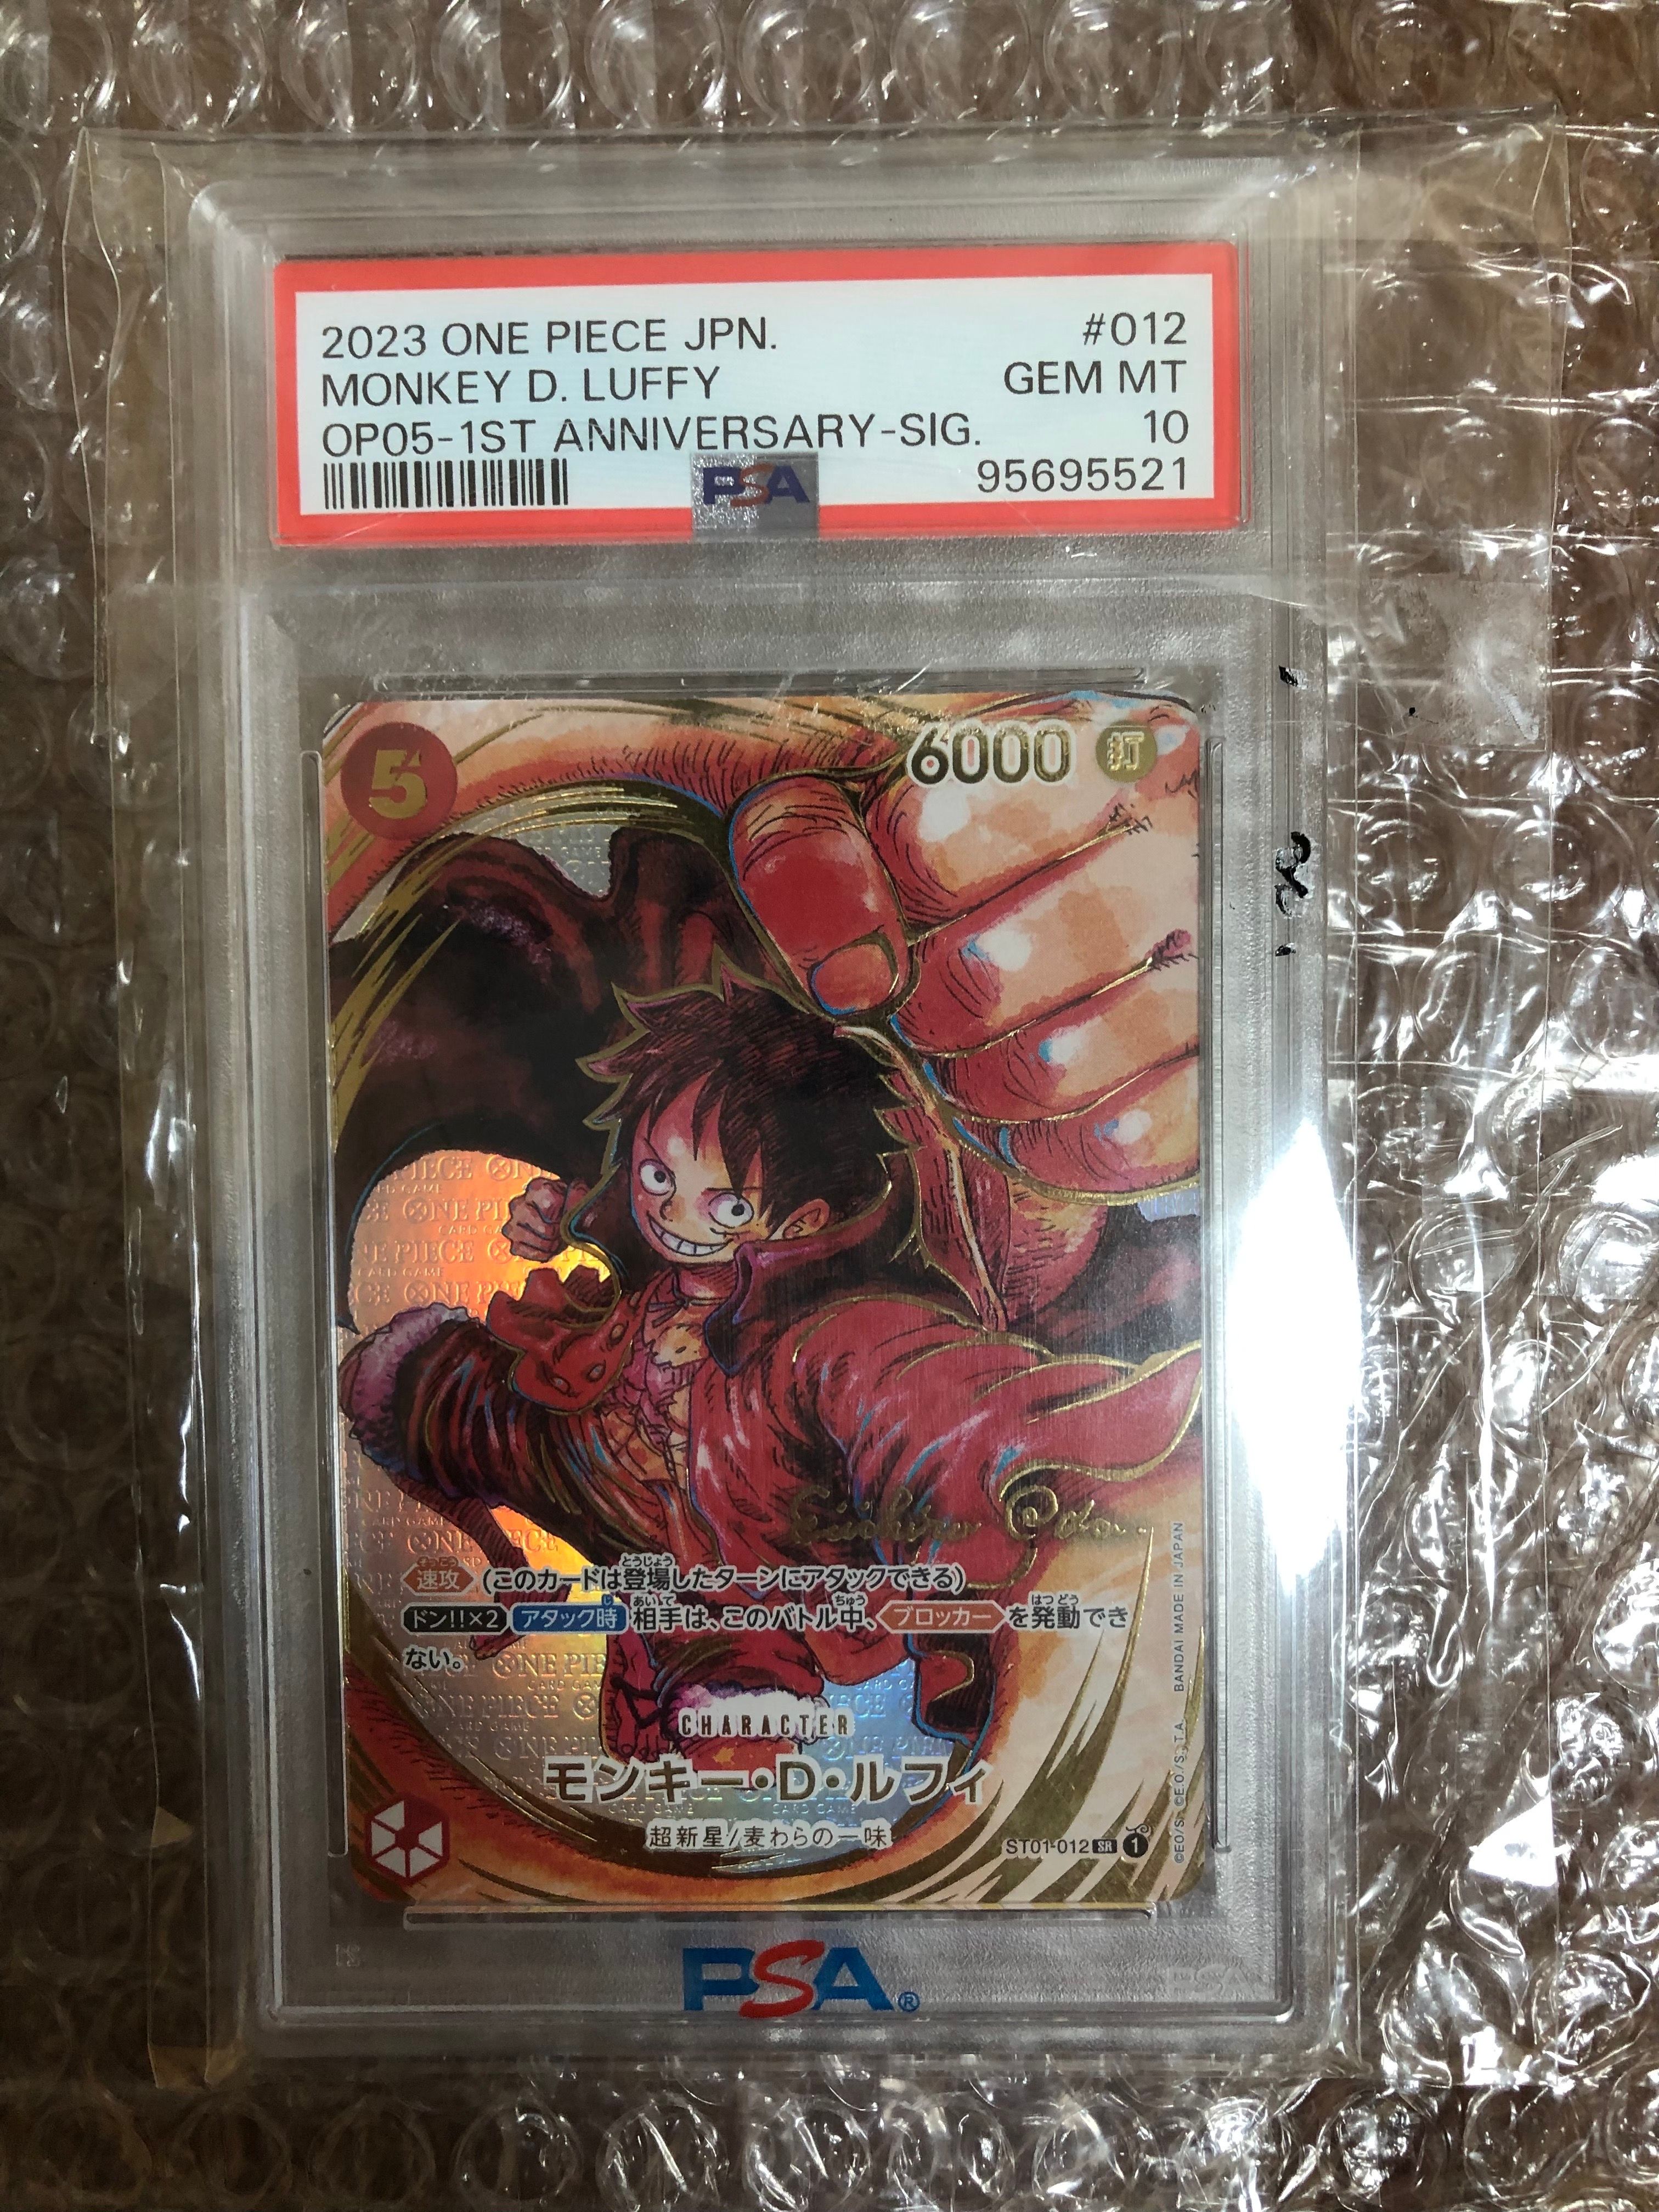 2023 ONE PIECE JPN. #012
MONKEY D. LUFFY GEM MT
OP05-1ST ANNIVERSARY-SIG. 10
PSA 95695521
5 6000 打
Eiichiro Oda
速攻 (このカードは登場したターンにアタックできる)
ドン!!×2 アタック時 相手は、このバトル中、ブロッカー を発動でき
ない。
CHARACTER
モンキー・D・ルフィ
超新星/麦わらの一味
ST01-012 SR 1
©E.O./S., C.E.O./S., T.A. BANDAI MADE IN JAPAN
PSA®